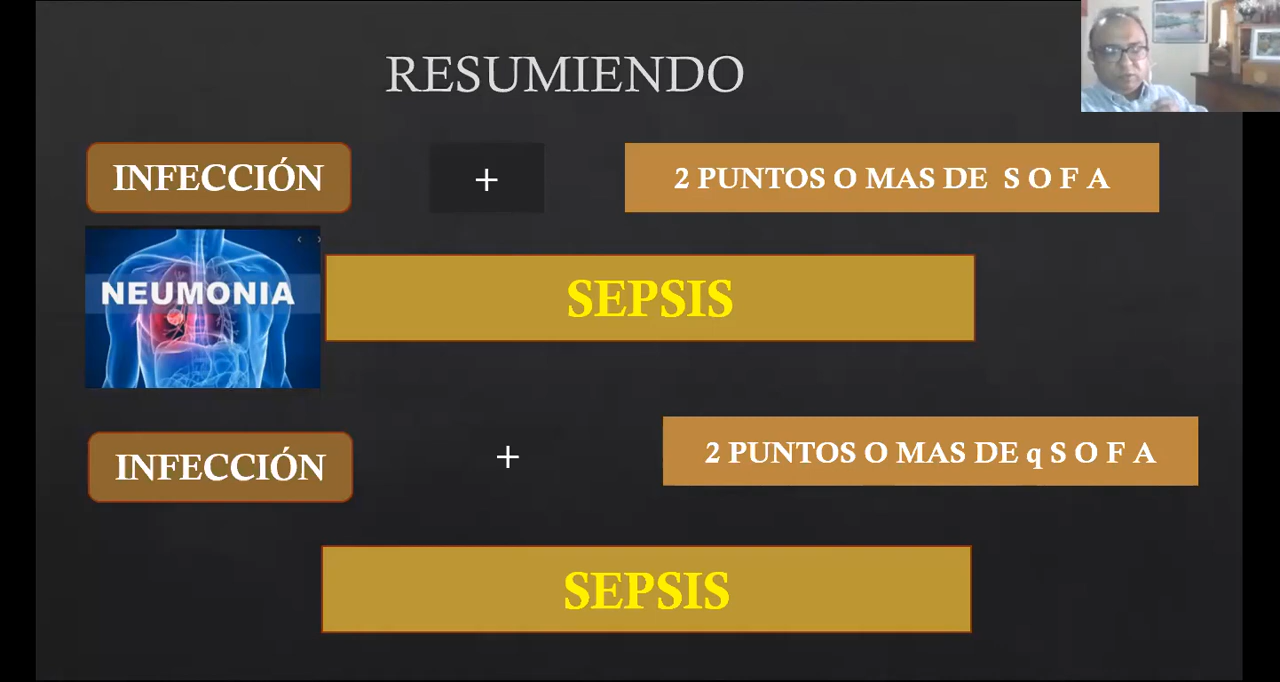 RESUMIENDO
INFECCIÓN + 2 PUNTOS O MAS DE S O F A
NEUMONIA
SEPSIS
INFECCIÓN + 2 PUNTOS O MAS DE q S O F A
SEPSIS